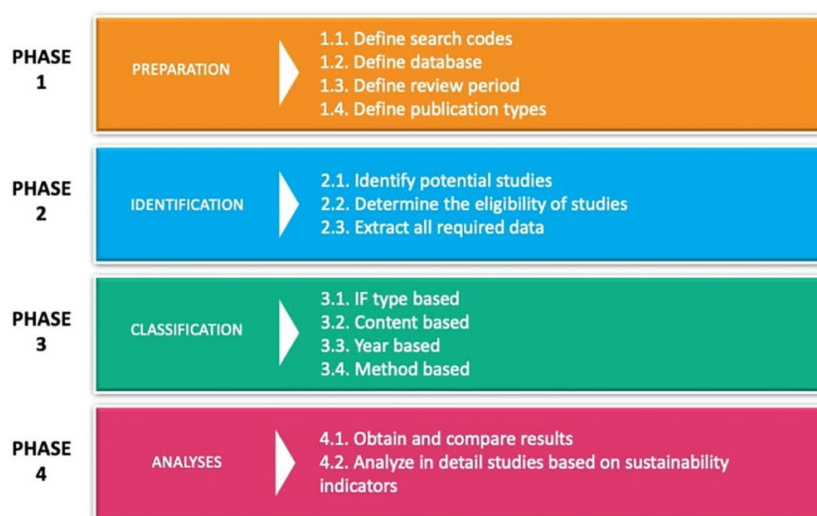 PHASE
1
PREPARATION
1.1. Define search codes
1.2. Define database
1.3. Define review period
1.4. Define publication types
PHASE
2
IDENTIFICATION
2.1. Identify potential studies
2.2. Determine the eligibility of studies
2.3. Extract all required data
PHASE
3
CLASSIFICATION
3.1. IF type based
3.2. Content based
3.3. Year based
3.4. Method based
PHASE
4
ANALYSES
4.1. Obtain and compare results
4.2. Analyze in detail studies based on sustainability
indicators